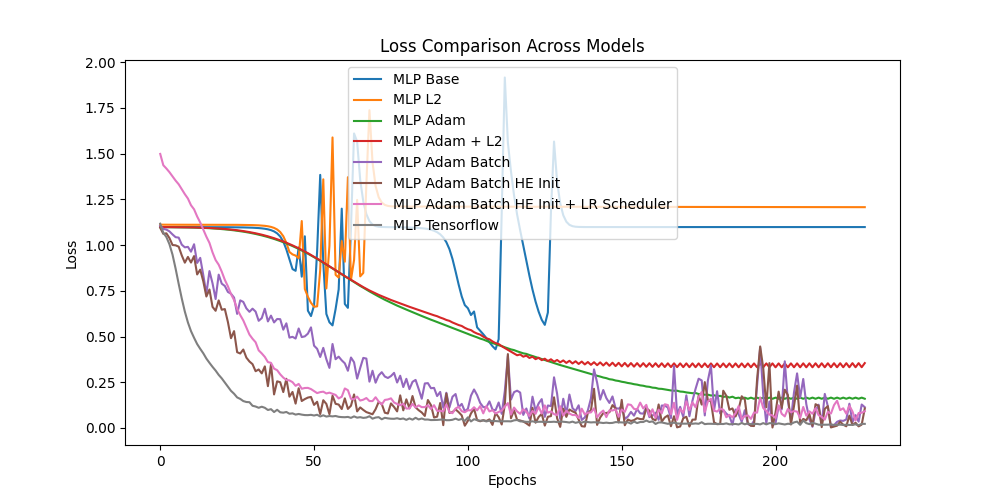 Loss Comparison Across Models
2.00
1.75
1.50
1.25
1.00
0.75
0.50
0.25
0.00
Loss
MLP Base
MLP L2
MLP Adam
MLP Adam + L2
MLP Adam Batch
MLP Adam Batch HE Init
MLP Adam Batch HE Init + LR Scheduler
MLP Tensorflow
0 50 100 150 200
Epochs